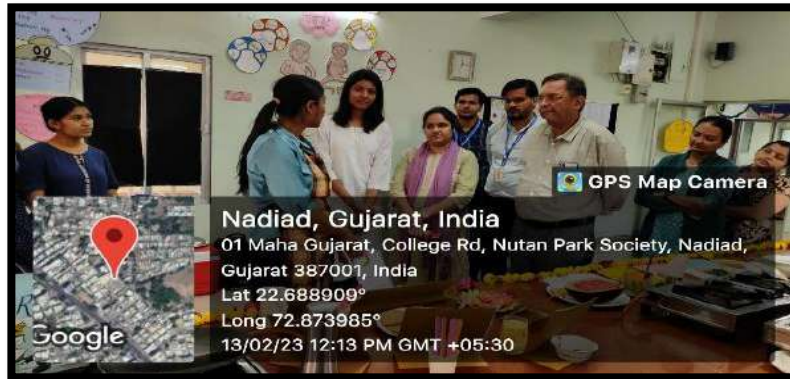 GPS Map Camera
Nadiad, Gujarat, India
01 Maha Gujarat, College Rd, Nutan Park Society, Nadiad,
Gujarat 387001, India
Lat 22.688909°
Long 72.873985°
13/02/23 12:13 PM GMT +05:30
Google